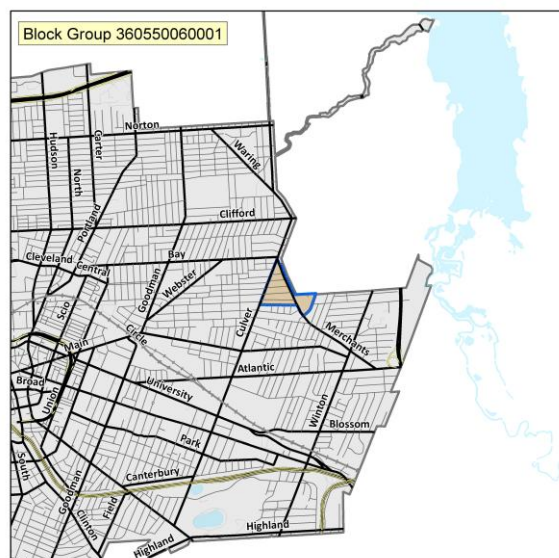 Block Group 360550060001
Norton
Hudson
North
Carter
Portland
Waring
Clifford
Cleveland
Central
Bay
Goodman
Webster
Scio
Culver
Circle
Main
Merchants
Atlantic
Broad
Union
University
Winton
Blossom
Park
South
Goodman
Canterbury
Clinton
Field
Highland
Highland